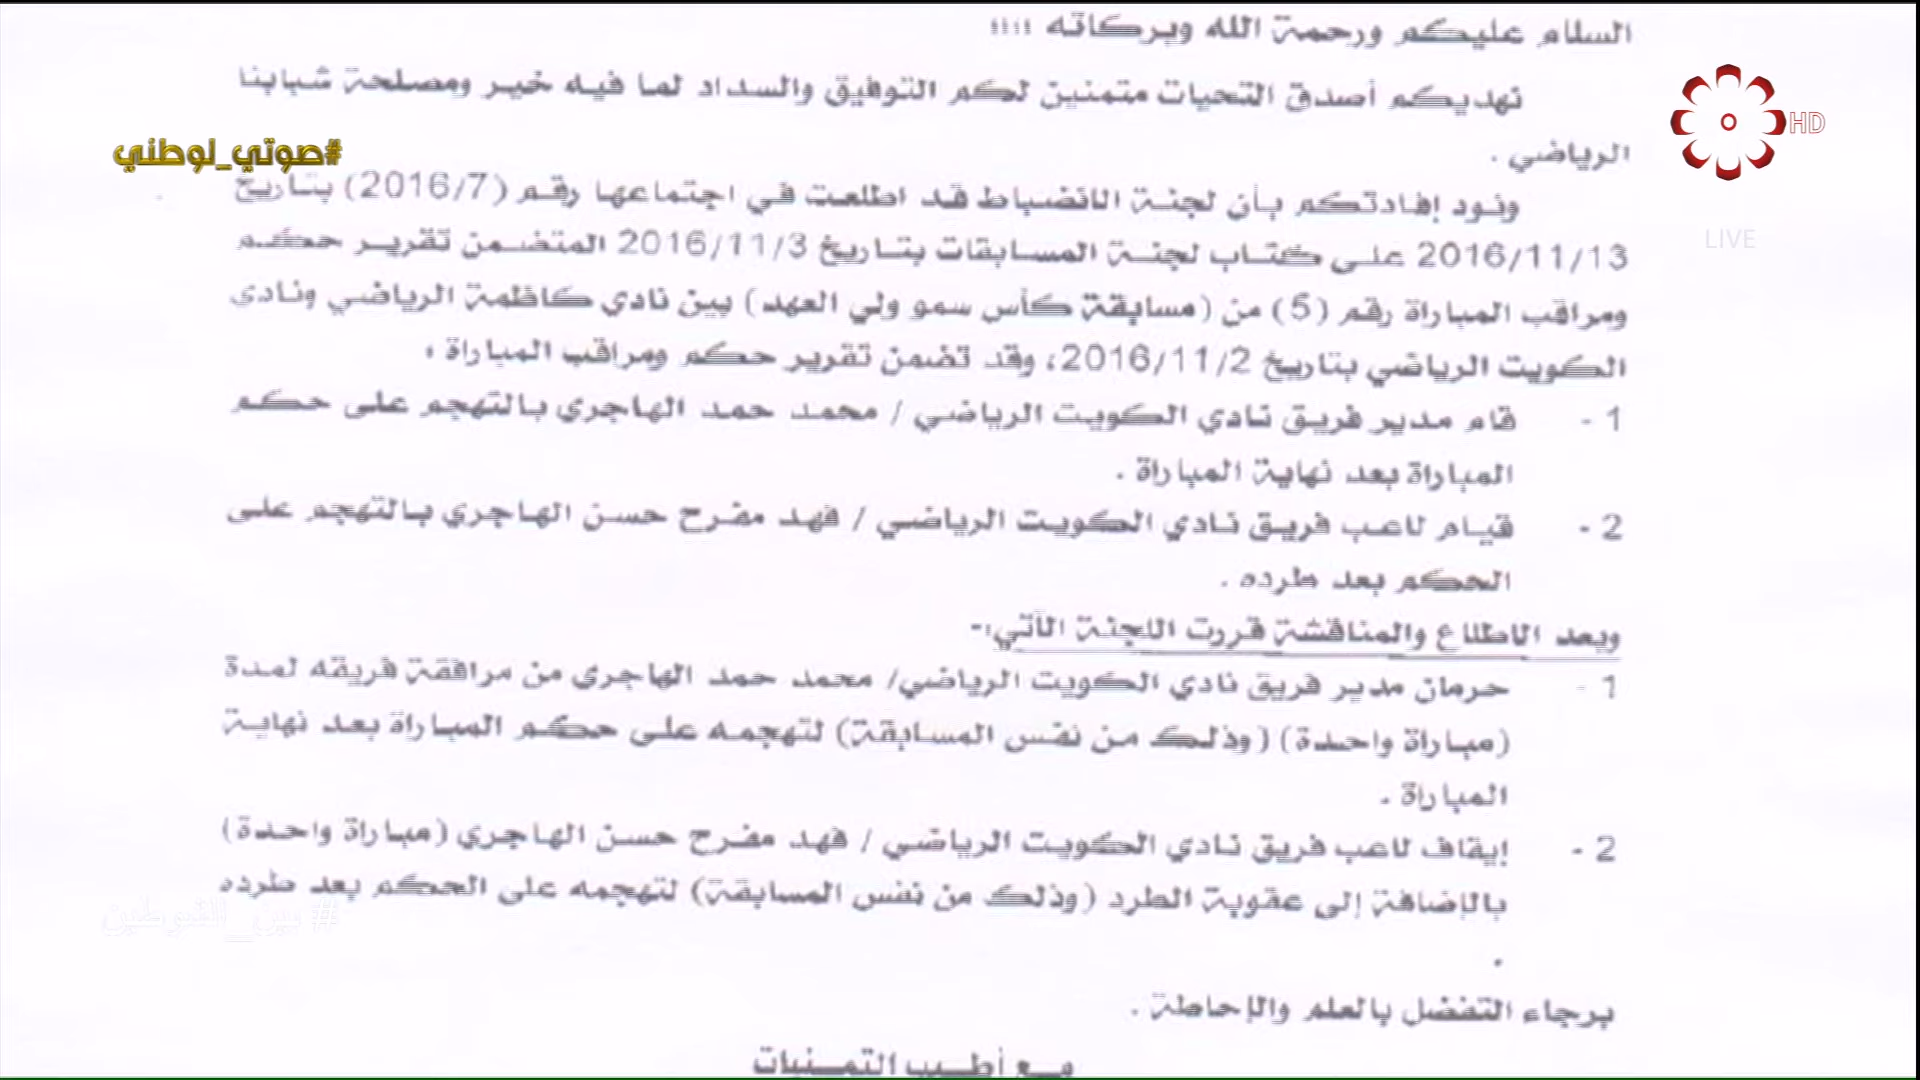 السلام عليكم ورحمة الله وبركاته ،،،،
نهديكم أصدق التحيات متمنين لكم التوفيق والسداد لما فيه خير ومصلحة شبابنا
الرياضي .
HD
#صوتي_لوطني
ونود إفادتكم بأن لجنة الانضباط قد اطلعت في اجتماعها رقم (2016/7) بتاريخ
2016/11/13 على كتاب لجنة المسابقات بتاريخ 2016/11/3 المتضمن تقرير حكم
LIVE
ومراقب المباراة رقم (5) من (مسابقة كأس سمو ولي العهد) بين نادي كاظمة الرياضي ونادي
الكويت الرياضي بتاريخ 2016/11/2، وقد تضمن تقرير حكم ومراقب المباراة :
1 - قام مدير فريق نادي الكويت الرياضي / محمد حمد الهاجري بالتهجم على حكم
المباراة بعد نهاية المباراة .
2 - قيام لاعب فريق نادي الكويت الرياضي / فهد مفرح حسن الهاجري بالتهجم على
الحكم بعد طرده .
وبعد الاطلاع والمناقشة قررت اللجنة الآتي:-
1 - حرمان مدير فريق نادي الكويت الرياضي/ محمد حمد الهاجري من مرافقة فريقه لمدة
(مباراة واحدة) (وذلك من نفس المسابقة) لتهجمه على حكم المباراة بعد نهاية
المباراة .
2 - إيقاف لاعب فريق نادي الكويت الرياضي / فهد مفرح حسن الهاجري (مباراة واحدة)
بالإضافة إلى عقوبة الطرد (وذلك من نفس المسابقة) لتهجمه على الحكم بعد طرده
.
#بين_الشوطين
برجاء التفضل بالعلم والإحاطة .
مع أطيب التمنيات